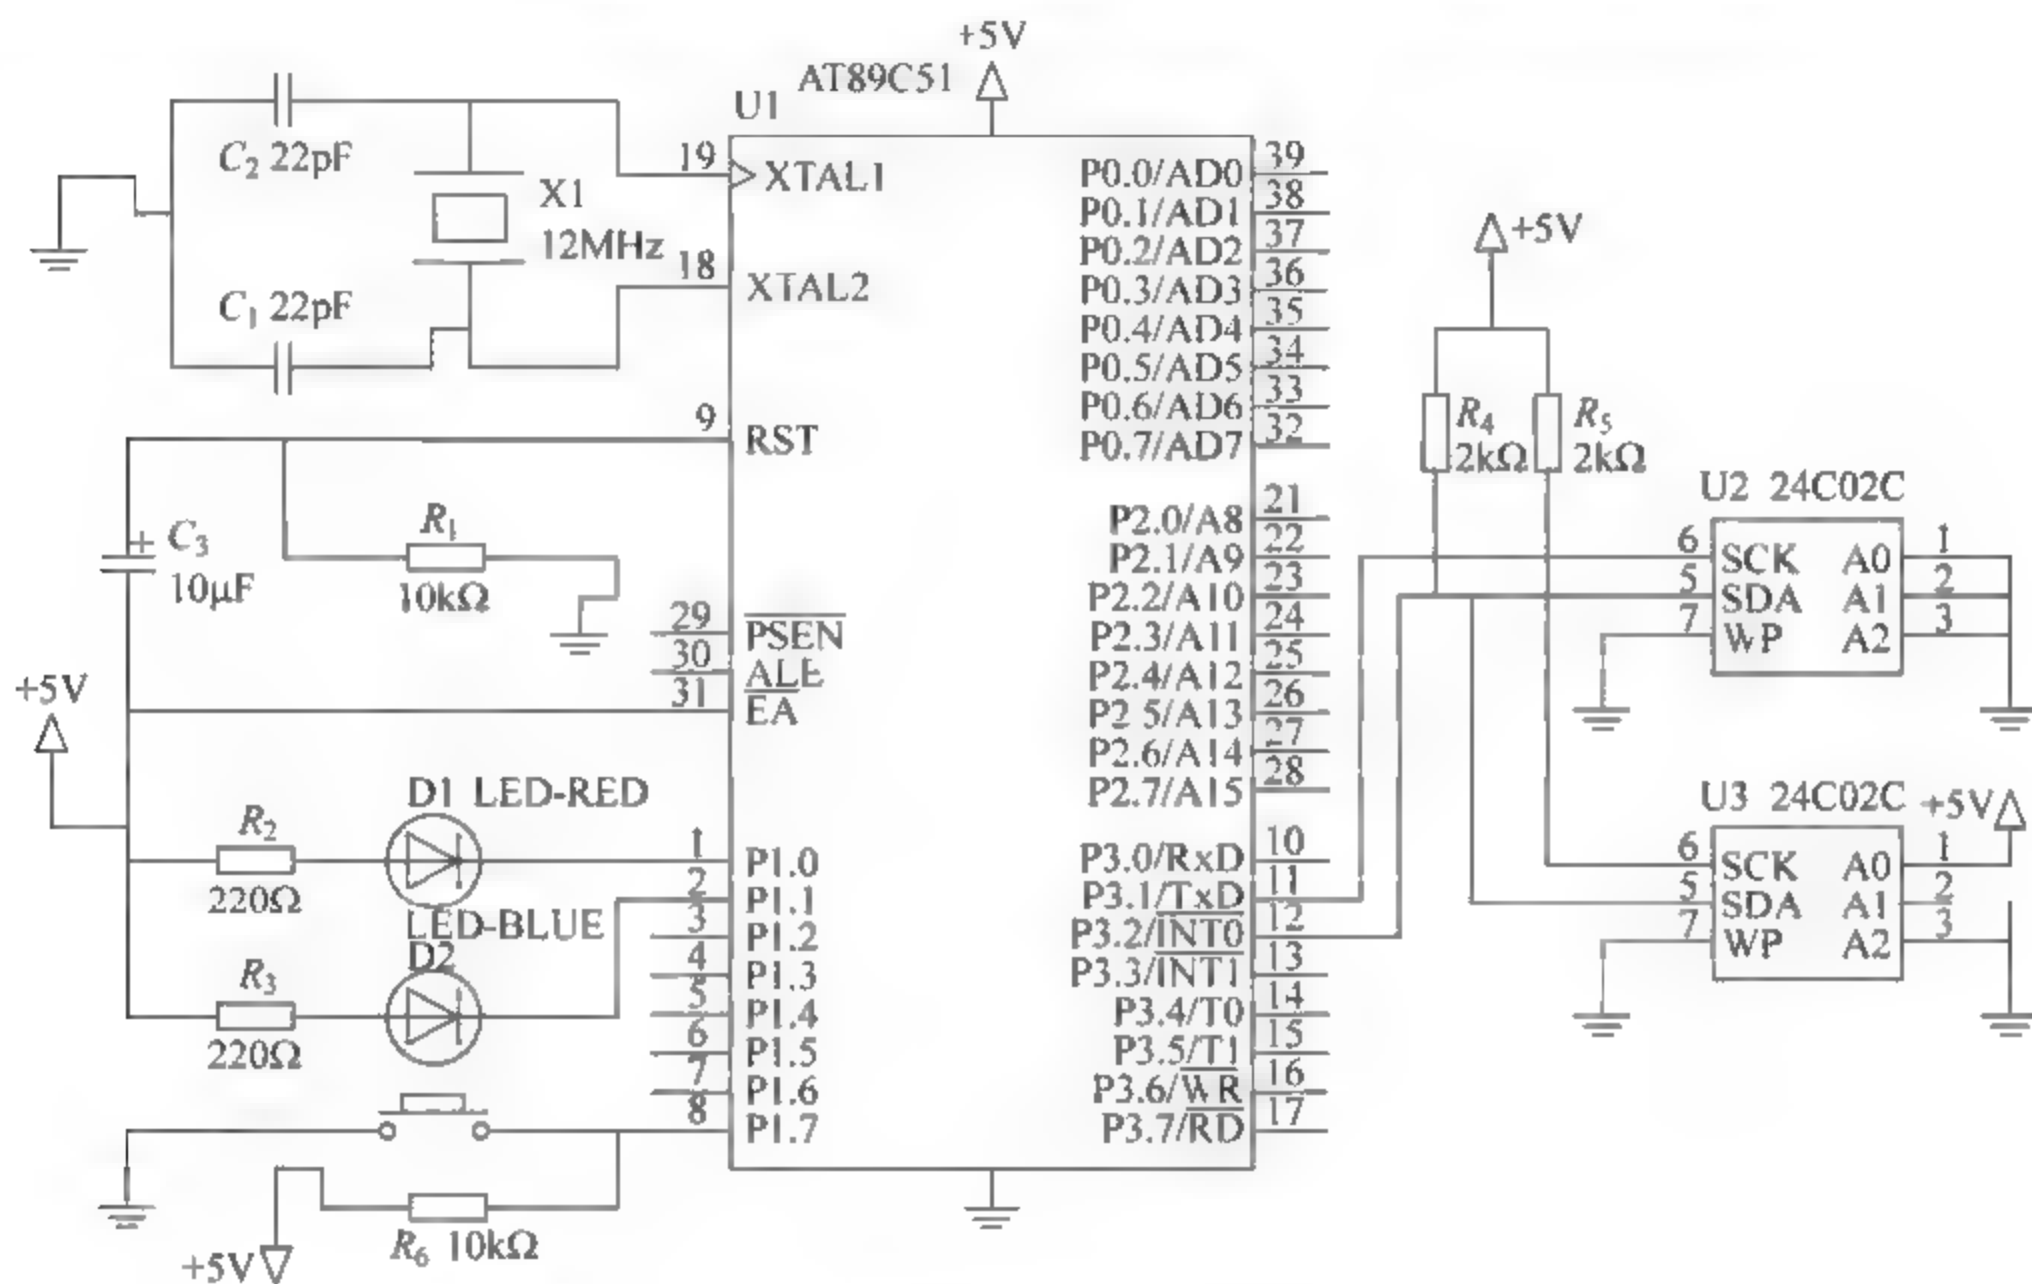 +5V
AT89C51
U1
C2 22pF
X1
12MHz
C1 22pF
19
XTAL1
18
XTAL2
9
RST
C3
10μF
R1
10kΩ
29
PSEN
30
ALE
31
EA
+5V
R2
220Ω
D1 LED-RED
LED-BLUE
D2
R3
220Ω
1
P1.0
2
P1.1
3
P1.2
4
P1.3
5
P1.4
6
P1.5
7
P1.6
8
P1.7
+5V
R6 10kΩ
P0.0/AD0
39
P0.1/AD1
38
P0.2/AD2
37
P0.3/AD3
36
P0.4/AD4
35
P0.5/AD5
34
P0.6/AD6
33
P0.7/AD7
32
P2.0/A8
21
P2.1/A9
22
P2.2/A10
23
P2.3/A11
24
P2.4/A12
25
P2 5/A13
26
P2.6/A14
27
P2.7/A15
28
P3.0/RxD
10
P3.1/TxD
11
P3.2/INT0
12
P3.3/INT1
13
P3.4/T0
14
P3.5/T1
15
P3.6/WR
16
P3.7/RD
17
+5V
R4
2kΩ
R5
2kΩ
U2 24C02C
6
SCK
A0
1
5
SDA
A1
2
7
WP
A2
3
U3 24C02C
+5V
6
SCK
A0
1
5
SDA
A1
2
7
WP
A2
3